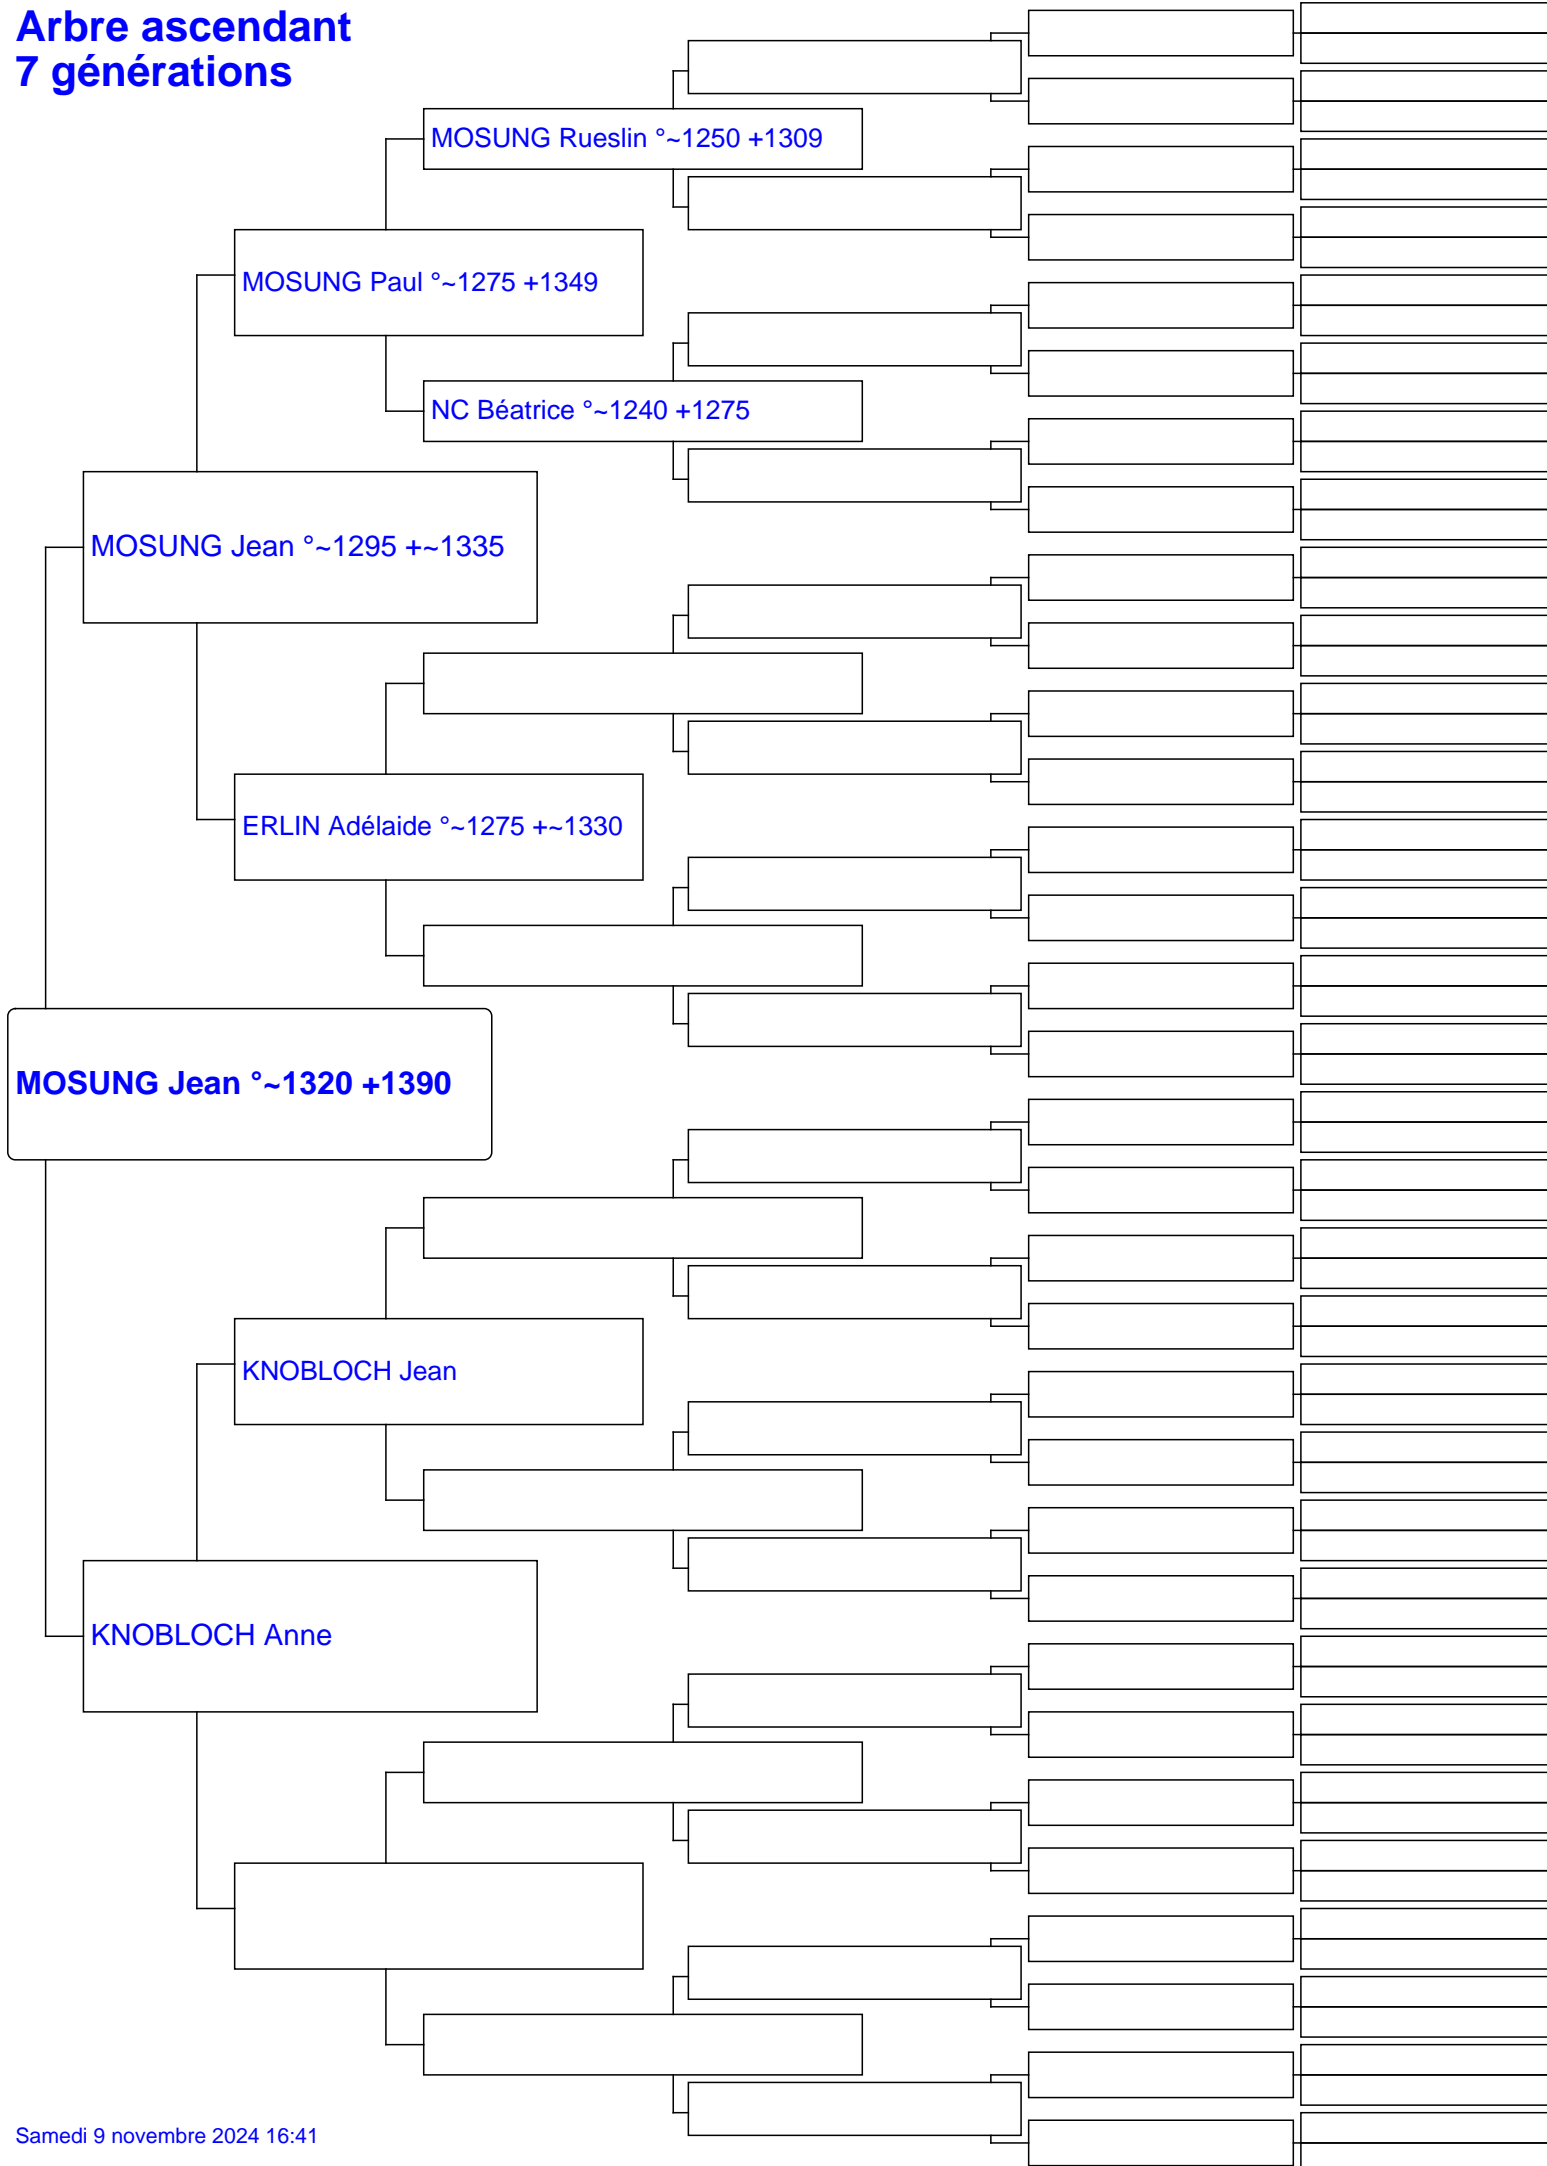 Arbre ascendant
7 générations
MOSUNG Rueslin °~1250 +1309
MOSUNG Paul °~1275 +1349
NC Béatrice °~1240 +1275
MOSUNG Jean °~1295 +~1335
ERLIN Adélaide °~1275 +~1330
MOSUNG Jean °~1320 +1390
KNOBLOCH Jean
KNOBLOCH Anne
Samedi 9 novembre 2024 16:41